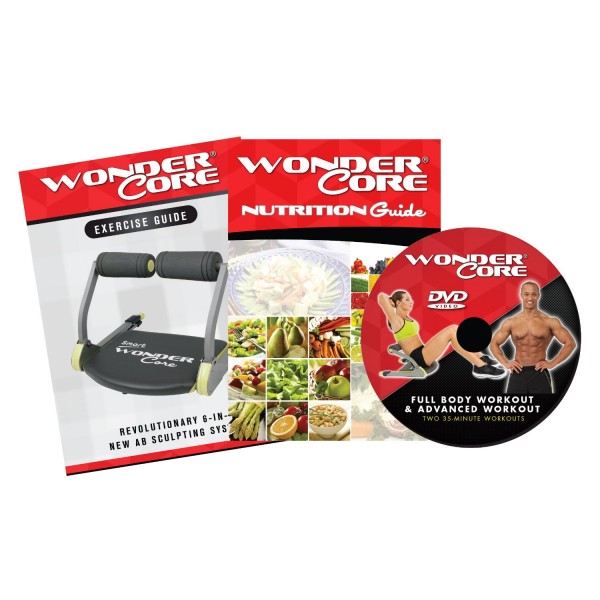 WONDER®
CORE
EXERCISE GUIDE
Smart
WONDER
Core
REVOLUTIONARY 6-IN-
NEW AB SCULPTING SYS
WONDER®
CORE
NUTRITION Guide
WONDER®
CORE
DVD
VIDEO
FULL BODY WORKOUT
& ADVANCED WORKOUT
TWO 35-MINUTE WORKOUTS